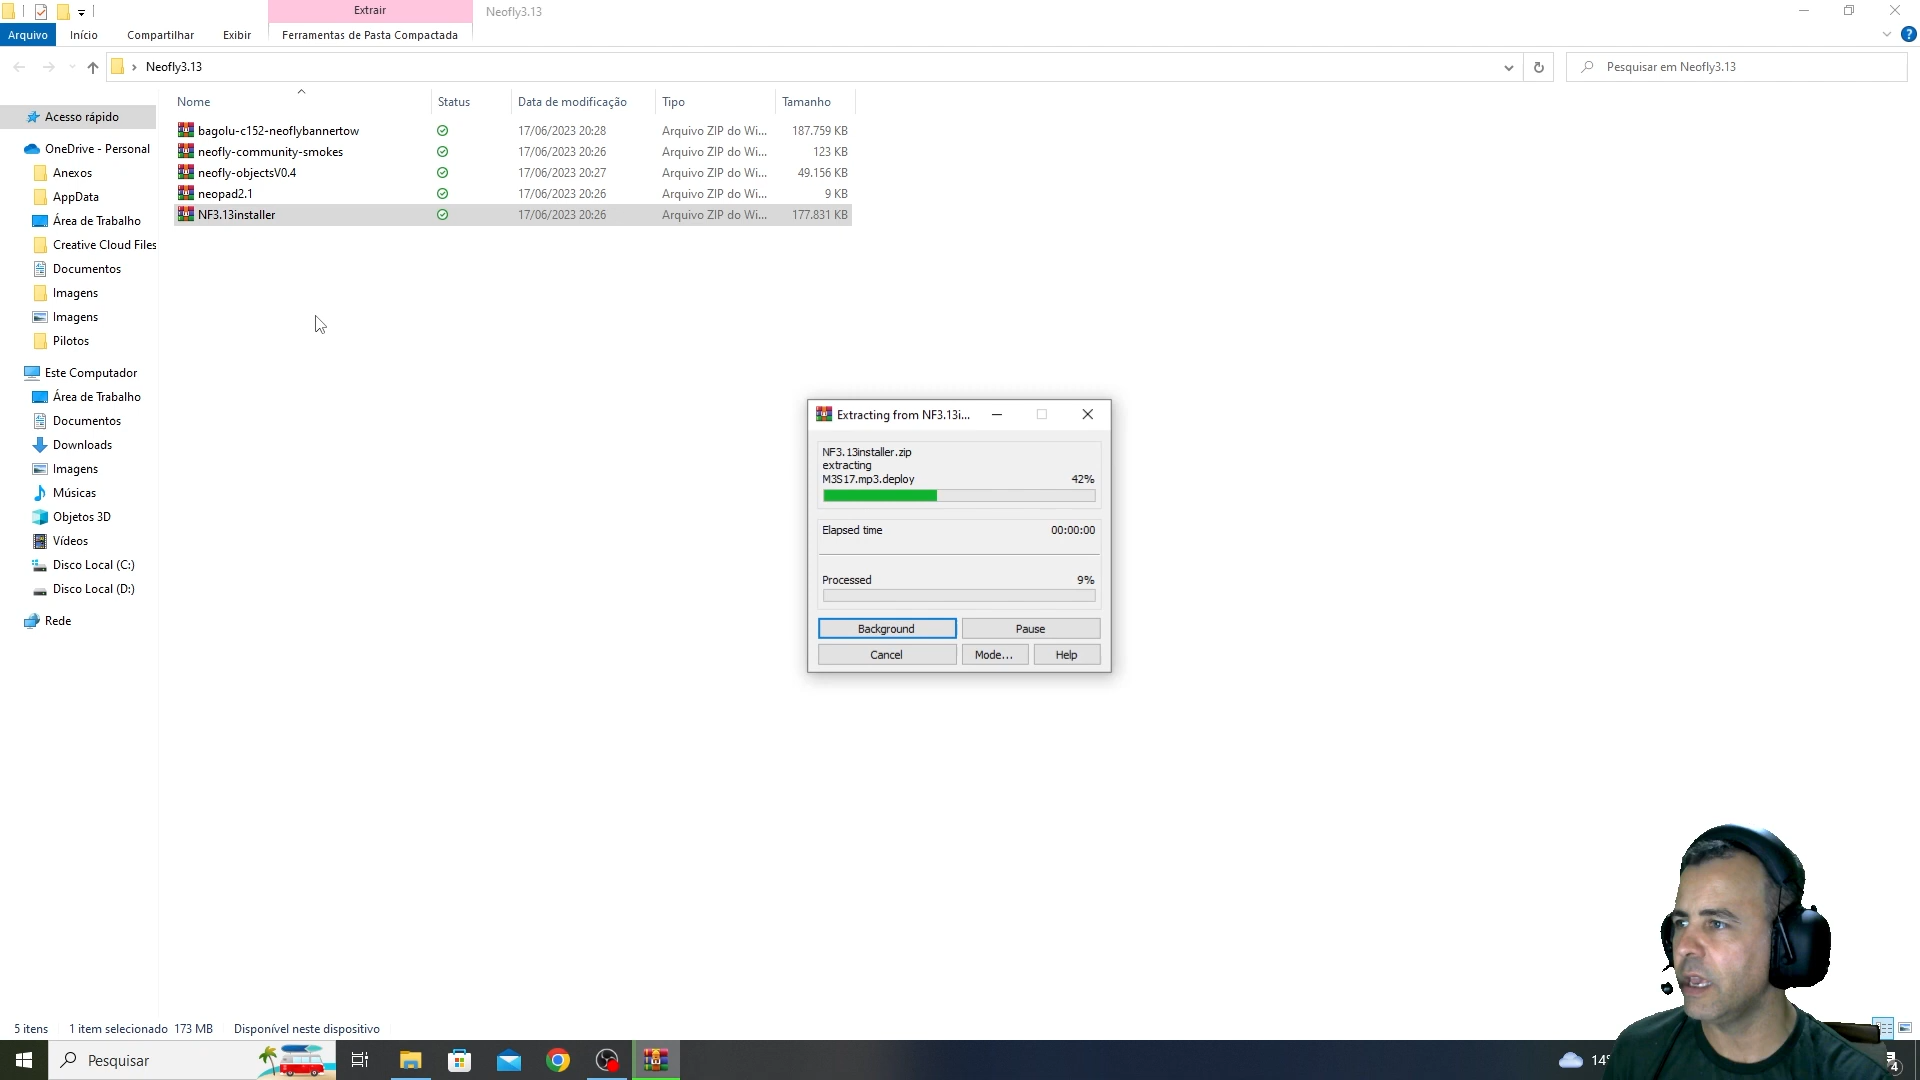 Extrair
Neofly3.13
Arquivo
Início
Compartilhar
Exibir
Ferramentas de Pasta Compactada
?
Neofly3.13
Pesquisar em Neofly3.13
Nome
Status
Data de modificação
Tipo
Tamanho
bagolu-c152-neoflybannertow 17/06/2023 20:28 Arquivo ZIP do Wi... 187.759 KB
neofly-community-smokes 17/06/2023 20:26 Arquivo ZIP do Wi... 123 KB
neofly-objectsV0.4 17/06/2023 20:27 Arquivo ZIP do Wi... 49.156 KB
neopad2.1 17/06/2023 20:26 Arquivo ZIP do Wi... 9 KB
NF3.13installer 17/06/2023 20:26 Arquivo ZIP do Wi... 177.831 KB
Acesso rápido
OneDrive - Personal
Anexos
AppData
Área de Trabalho
Creative Cloud Files
Documentos
Imagens
Imagens
Pilotos
Este Computador
Área de Trabalho
Documentos
Downloads
Imagens
Músicas
Objetos 3D
Vídeos
Disco Local (C:)
Disco Local (D:)
Rede
Extracting from NF3.13i...
NF3.13installer.zip
extracting
M3S17.mp3.deploy 42%
Elapsed time 00:00:00
Processed 9%
Background
Pause
Cancel
Mode...
Help
5 itens
1 item selecionado 173 MB
Disponível neste dispositivo
Pesquisar
14°
4